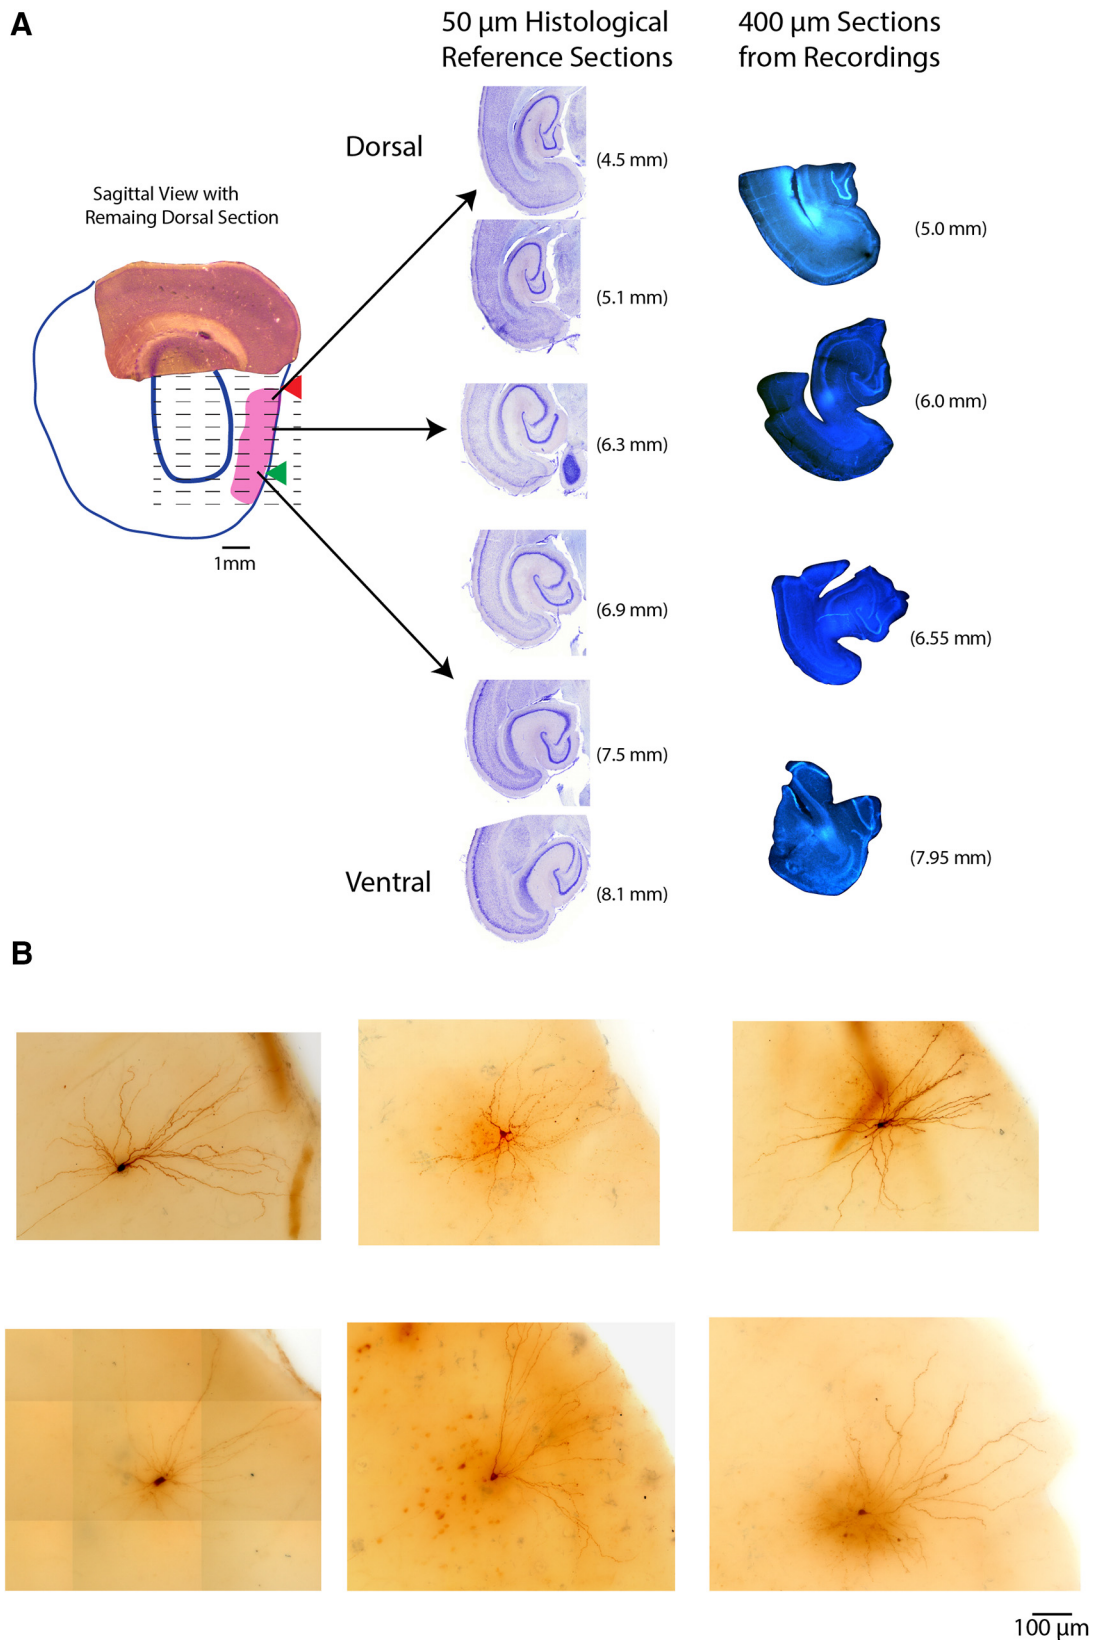 A
50 µm Histological
Reference Sections
400 µm Sections
from Recordings
Dorsal
(4.5 mm)
Sagittal View with
Remaing Dorsal Section
(5.0 mm)
(5.1 mm)
(6.0 mm)
(6.3 mm)
1mm
(6.9 mm)
(6.55 mm)
(7.5 mm)
(7.95 mm)
Ventral
(8.1 mm)
B
100 µm